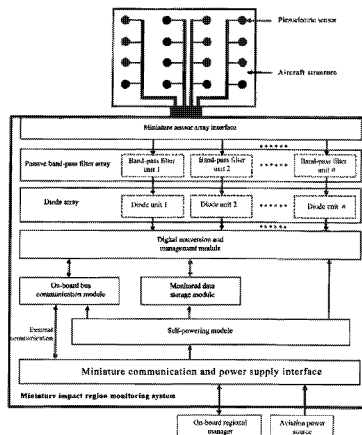 Piezoelectric sensor
Aircraft structure
Miniature sensor array interface
Passive band-pass filter array
Band-pass filter
unit 1
Band-pass filter
unit 2
Band-pass filter
unit n
Diode array
Diode unit 1
Diode unit 2
Diode unit n
Digital conversion and
management module
On-board bus
communication module
Monitored data
storage module
External
communication
Self-powering module
Miniature communication and power supply interface
Miniature impact region monitoring system
On-board regional
manager
Aviation power
source